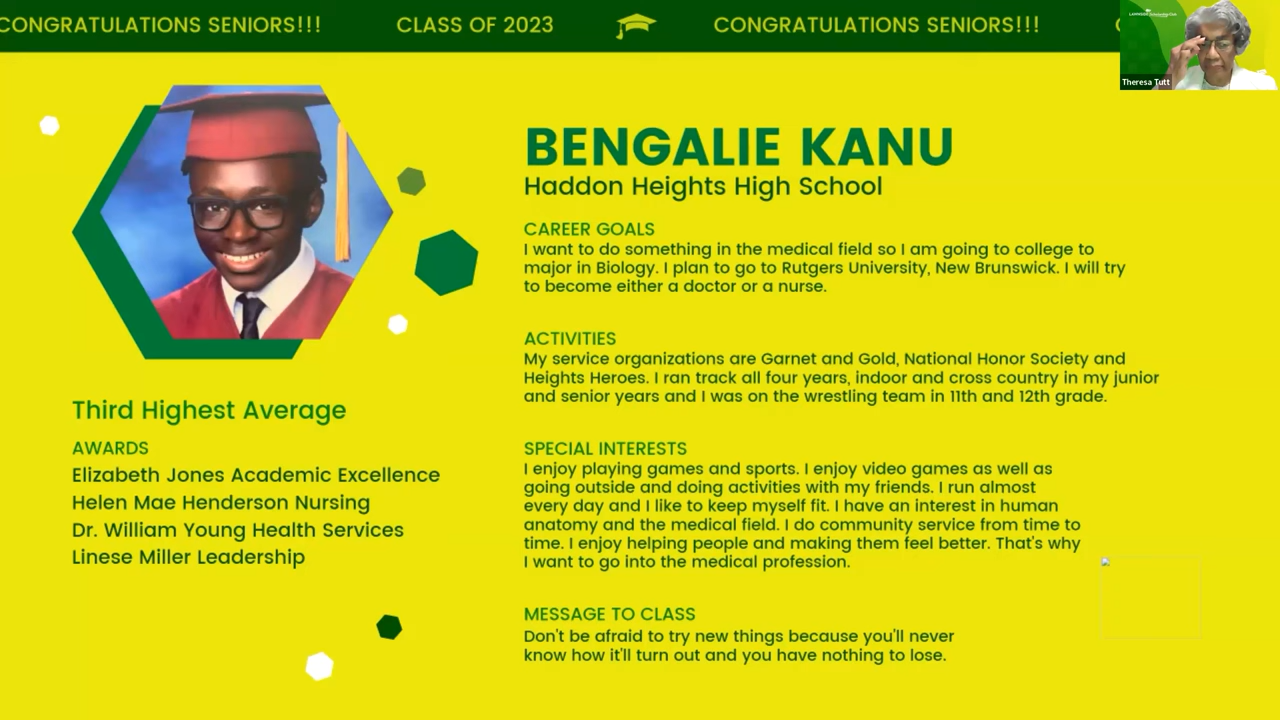 CONGRATULATIONS SENIORS!!! CLASS OF 2023 CONGRATULATIONS SENIORS!!!
Theresa Tutt
BENGALIE KANU
Haddon Heights High School
CAREER GOALS
I want to do something in the medical field so I am going to college to
major in Biology. I plan to go to Rutgers University, New Brunswick. I will try
to become either a doctor or a nurse.
ACTIVITIES
My service organizations are Garnet and Gold, National Honor Society and
Heights Heroes. I ran track all four years, indoor and cross country in my junior
and senior years and I was on the wrestling team in 11th and 12th grade.
SPECIAL INTERESTS
I enjoy playing games and sports. I enjoy video games as well as
going outside and doing activities with my friends. I run almost
every day and I like to keep myself fit. I have an interest in human
anatomy and the medical field. I do community service from time to
time. I enjoy helping people and making them feel better. That's why
I want to go into the medical profession.
MESSAGE TO CLASS
Don't be afraid to try new things because you'll never
know how it'll turn out and you have nothing to lose.
Third Highest Average
AWARDS
Elizabeth Jones Academic Excellence
Helen Mae Henderson Nursing
Dr. William Young Health Services
Linese Miller Leadership